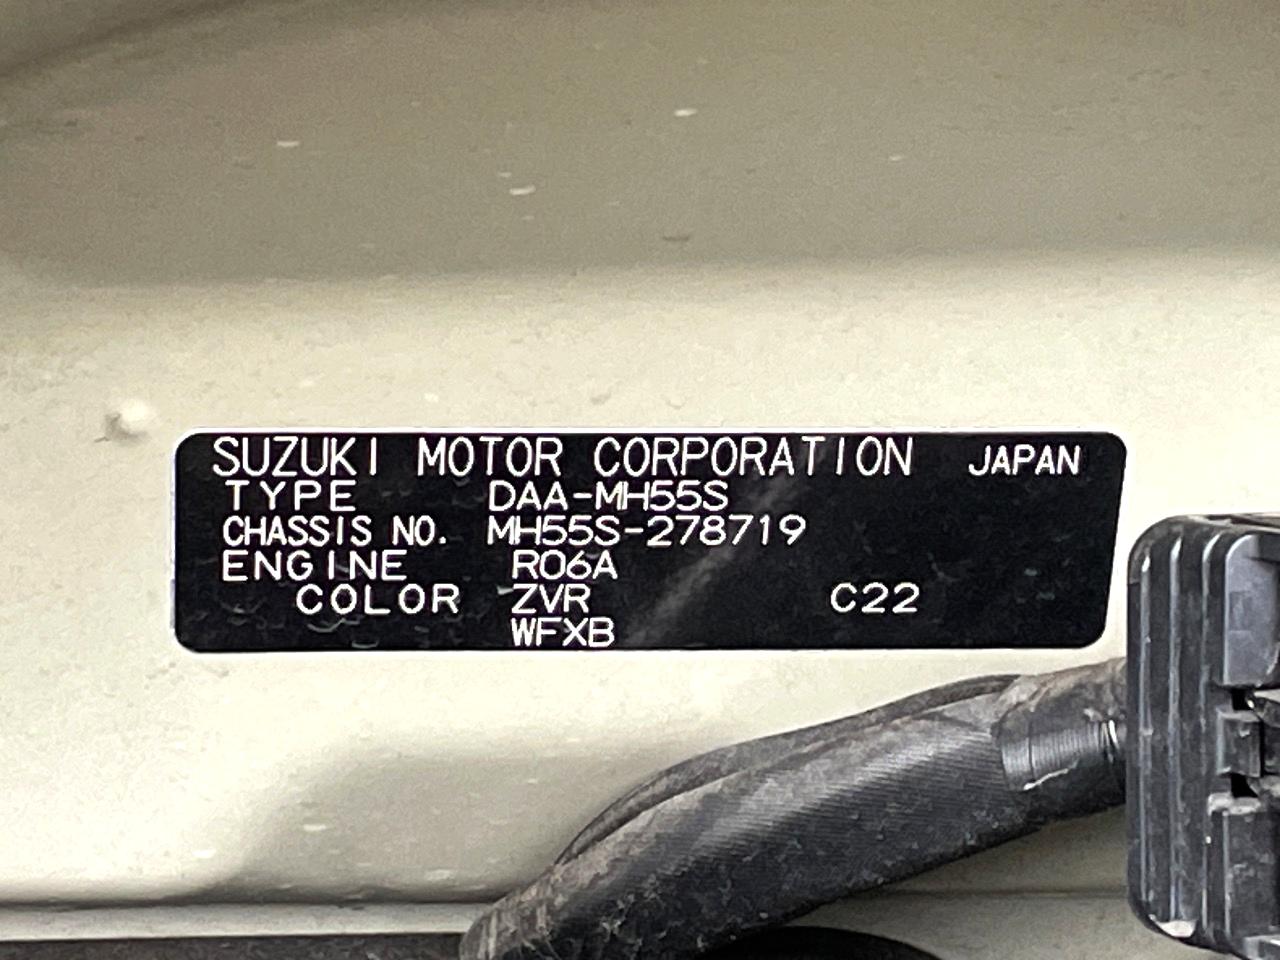 SUZUKI MOTOR CORPORATION JAPAN
TYPE DAA-MH55S
CHASSIS NO. MH55S-278719
ENGINE R06A
COLOR ZVR C22
WFXB